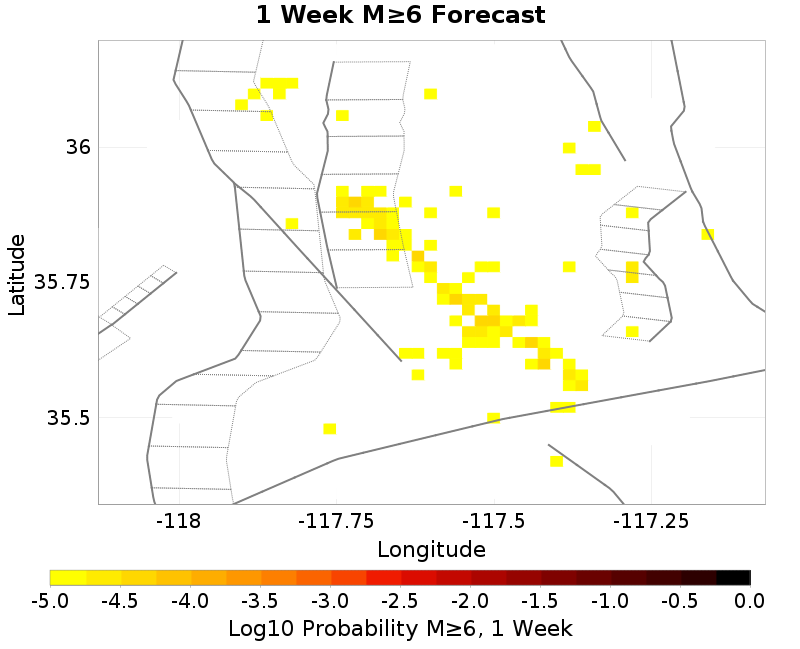 1 Week M≥6 Forecast
36
35.75
35.5
Latitude
-118 -117.75 -117.5 -117.25
Longitude
-5.0 -4.5 -4.0 -3.5 -3.0 -2.5 -2.0 -1.5 -1.0 -0.5 0.0
Log10 Probability M≥6, 1 Week